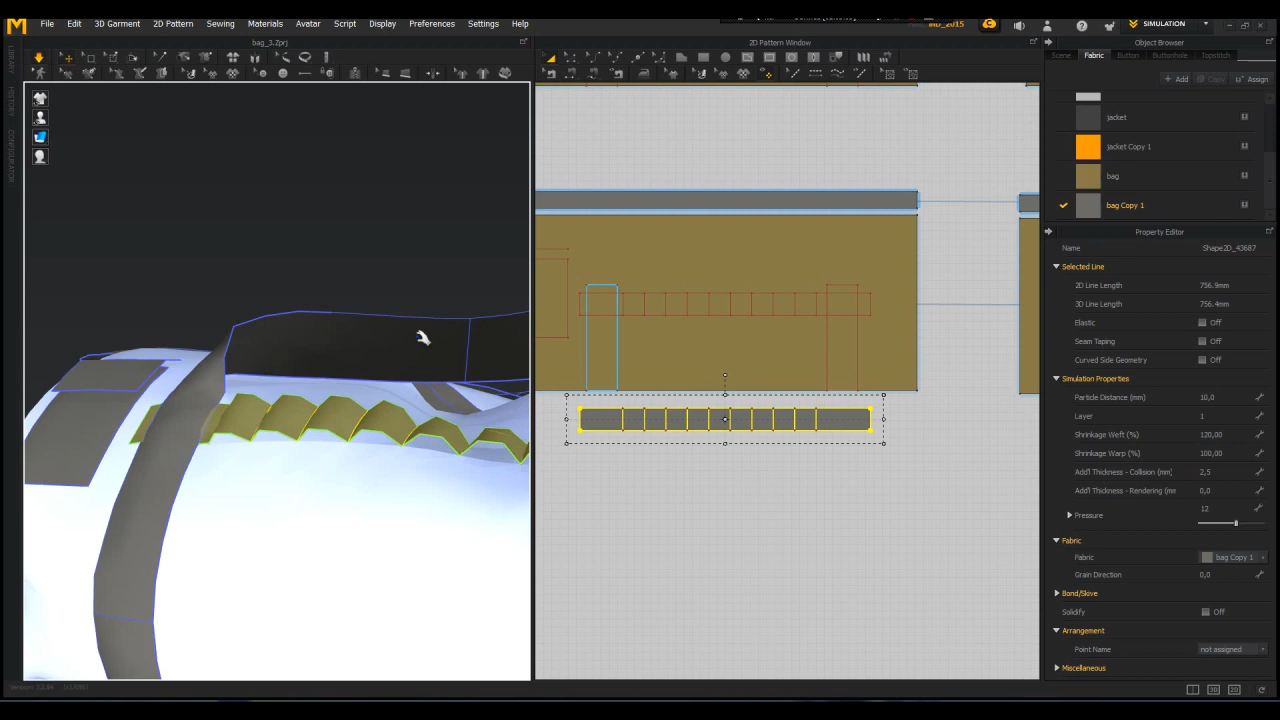 File Edit 3D Garment 2D Pattern Sewing Materials Avatar Script Display Preferences Settings Help
SIMULATION
bag_3.Zprj
2D Pattern Window
Object Browser
Scene Fabric Button Buttonhole Topstitch
+ Add Copy Assign
LIBRARY
HISTORY
CONFIGURATOR
jacket
jacket Copy 1
bag
bag Copy 1
Property Editor
Name Shape2D_43687
Selected Line
2D Line Length 756.9mm
3D Line Length 756.4mm
Elastic Off
Seam Taping Off
Curved Side Geometry Off
Simulation Properties
Particle Distance (mm) 10,0
Layer 1
Shrinkage Weft (%) 120,00
Shrinkage Warp (%) 100,00
Add'l Thickness - Collision (mm) 2,5
Add'l Thickness - Rendering (mm 0,0
Pressure 12
Fabric
Fabric bag Copy 1
Grain Direction 0,0
Bond/Skive
Solidify Off
Arrangement
Point Name not assigned
Miscellaneous